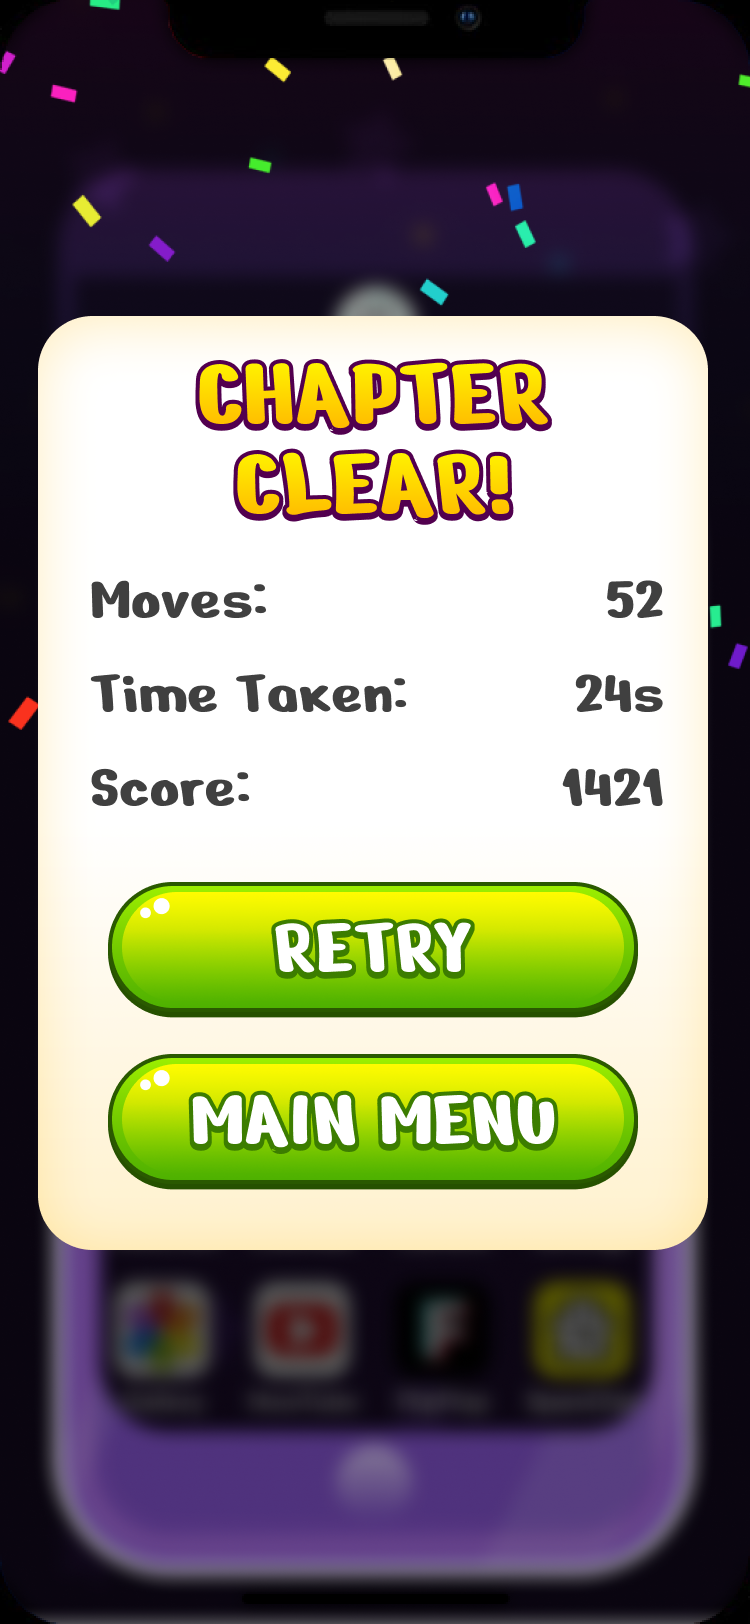 CHAPTER
CLEAR!
Moves: 52
Time Taken: 24s
Score: 1421
RETRY
MAIN MENU